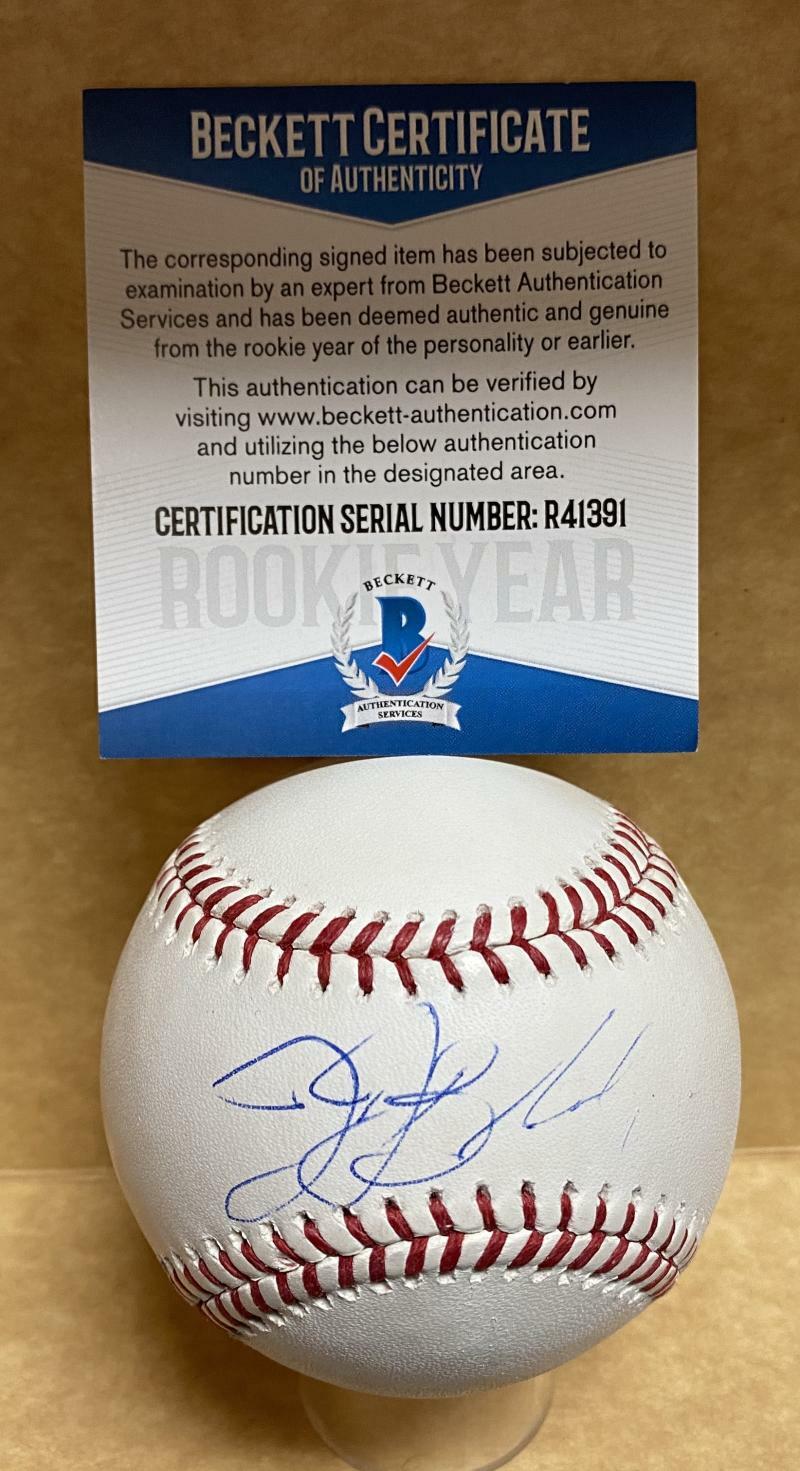 BECKETT CERTIFICATE
OF AUTHENTICITY
The corresponding signed item has been subjected to
examination by an expert from Beckett Authentication
Services and has been deemed authentic and genuine
from the rookie year of the personality or earlier.
This authentication can be verified by
visiting www.beckett-authentication.com
and utilizing the below authentication
number in the designated area.
CERTIFICATION SERIAL NUMBER: R41391
ROOKIE YEAR
BECKETT
B
AUTHENTICATION
SERVICES